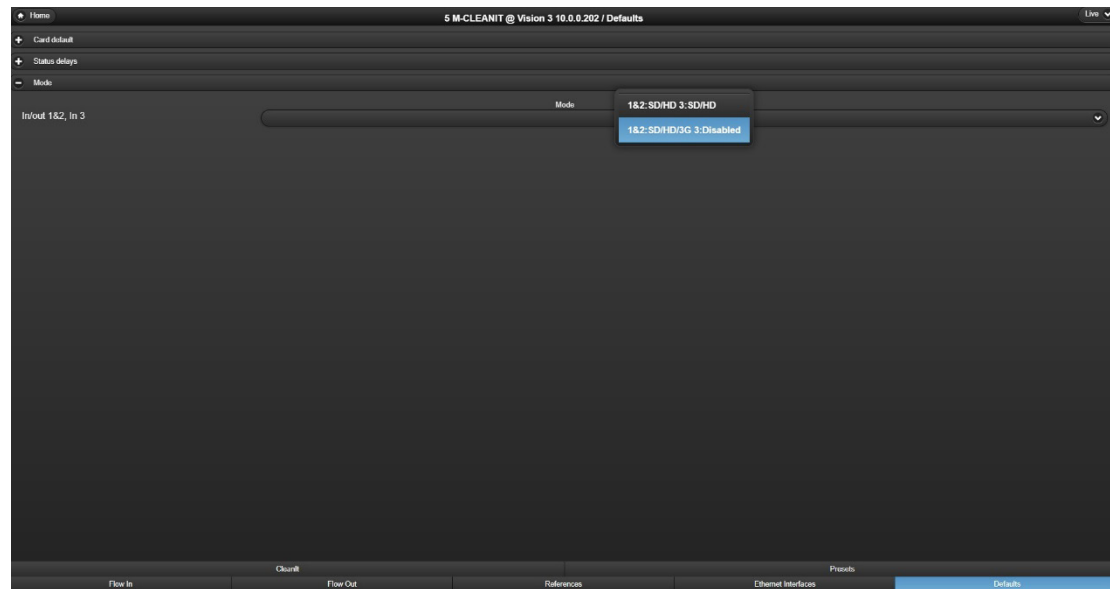 Home
5 M-CLEANIT @ Vision 3 10.0.0.202 / Defaults
Live
Card default
Status delays
Mode
Mode
In/out 1&2, In 3
1&2:SD/HD 3:SD/HD
1&2:SD/HD/3G 3:Disabled
CleanIt
Presets
Flow In
Flow Out
References
Ethernet Interfaces
Defaults